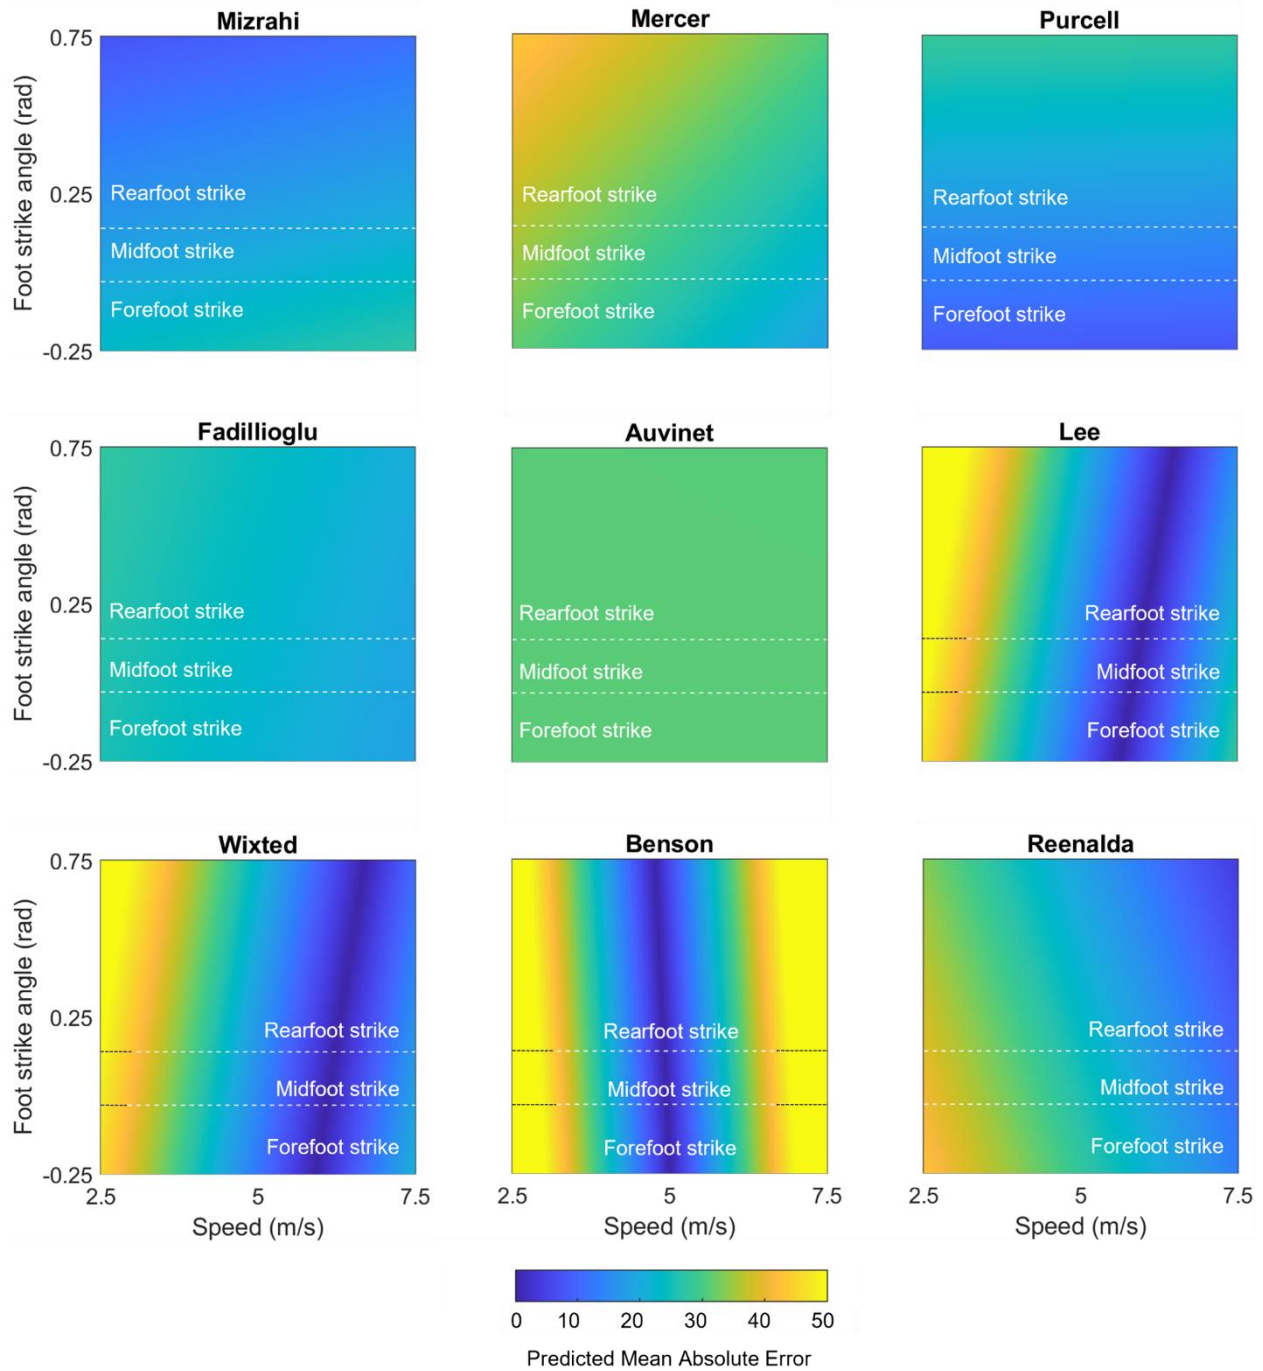 Mizrahi
Mercer
Purcell
0.75
0.25
-0.25
Foot strike angle (rad)
Rearfoot strike
Midfoot strike
Forefoot strike
Rearfoot strike
Midfoot strike
Forefoot strike
Rearfoot strike
Midfoot strike
Forefoot strike
Fadillioglu
Auvinet
Lee
0.75
0.25
-0.25
Foot strike angle (rad)
Rearfoot strike
Midfoot strike
Forefoot strike
Rearfoot strike
Midfoot strike
Forefoot strike
Rearfoot strike
Midfoot strike
Forefoot strike
Wixted
Benson
Reenalda
0.75
0.25
-0.25
Foot strike angle (rad)
Rearfoot strike
Midfoot strike
Forefoot strike
Rearfoot strike
Midfoot strike
Forefoot strike
Rearfoot strike
Midfoot strike
Forefoot strike
2.5 5 7.5
2.5 5 7.5
2.5 5 7.5
Speed (m/s)
Speed (m/s)
Speed (m/s)
0 10 20 30 40 50
Predicted Mean Absolute Error